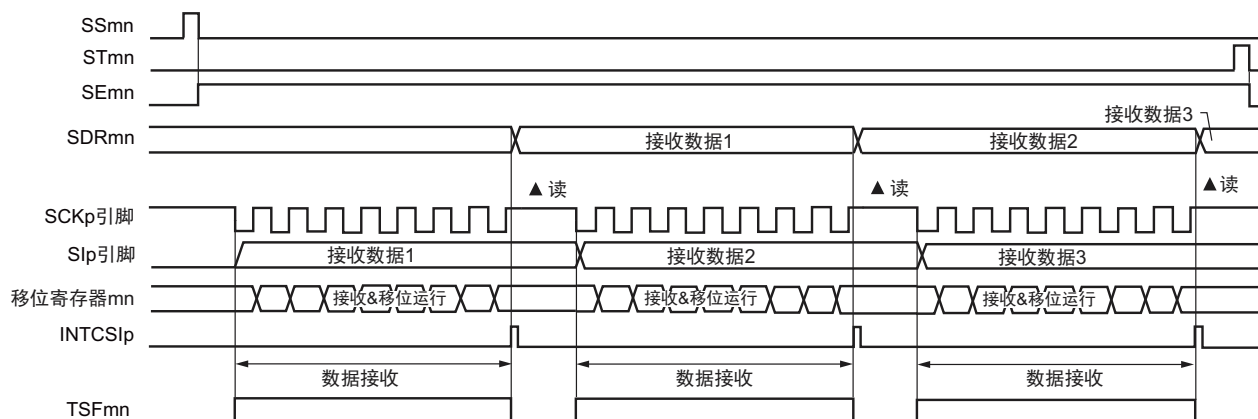 SSmn
STmn
SEmn
接收数据3
SDRmn 接收数据1 接收数据2
▲读 ▲读 ▲读
SCKp引脚
SIp引脚 接收数据1 接收数据2 接收数据3
移位寄存器mn 接收&移位运行 接收&移位运行 接收&移位运行
INTCSIp
数据接收 数据接收 数据接收
TSFmn